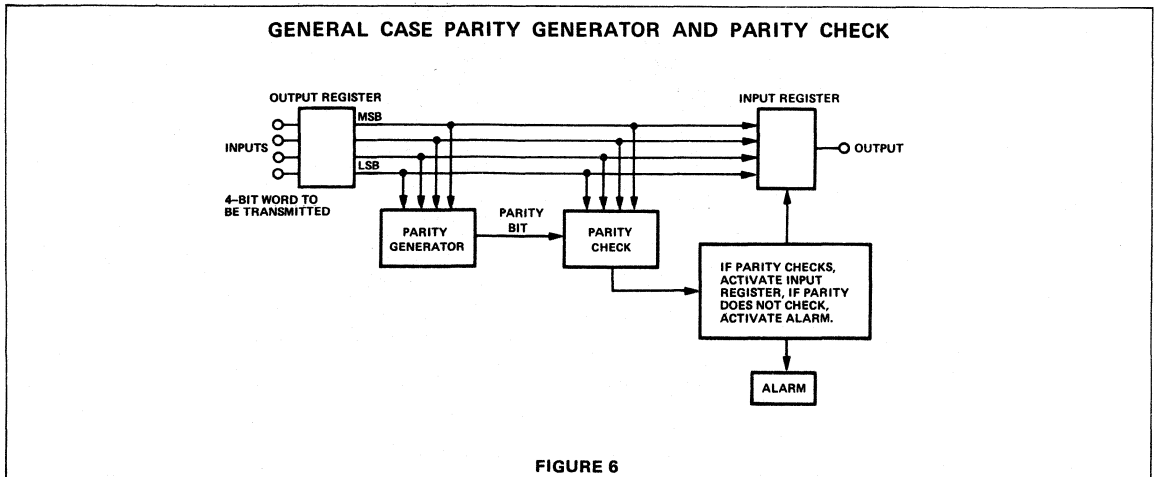 GENERAL CASE PARITY GENERATOR AND PARITY CHECK
OUTPUT REGISTER
INPUT REGISTER
MSB
INPUTS
OUTPUT
LSB
4–BIT WORD TO
BE TRANSMITTED
PARITY
GENERATOR
PARITY
BIT
PARITY
CHECK
IF PARITY CHECKS,
ACTIVATE INPUT
REGISTER, IF PARITY
DOES NOT CHECK,
ACTIVATE ALARM.
ALARM
FIGURE 6